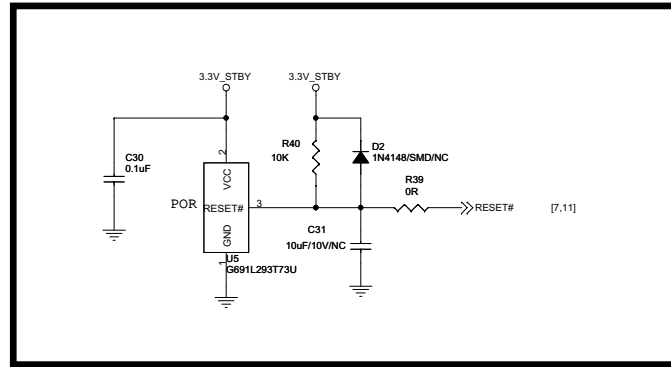 3.3V_STBY
3.3V_STBY
C30
0.1uF
2
VCC
POR
RESET#
3
GND
1
U5
G691L293T73U
R40
10K
D2
1N4148/SMD/NC
R39
0R
RESET#
[7,11]
C31
10uF/10V/NC